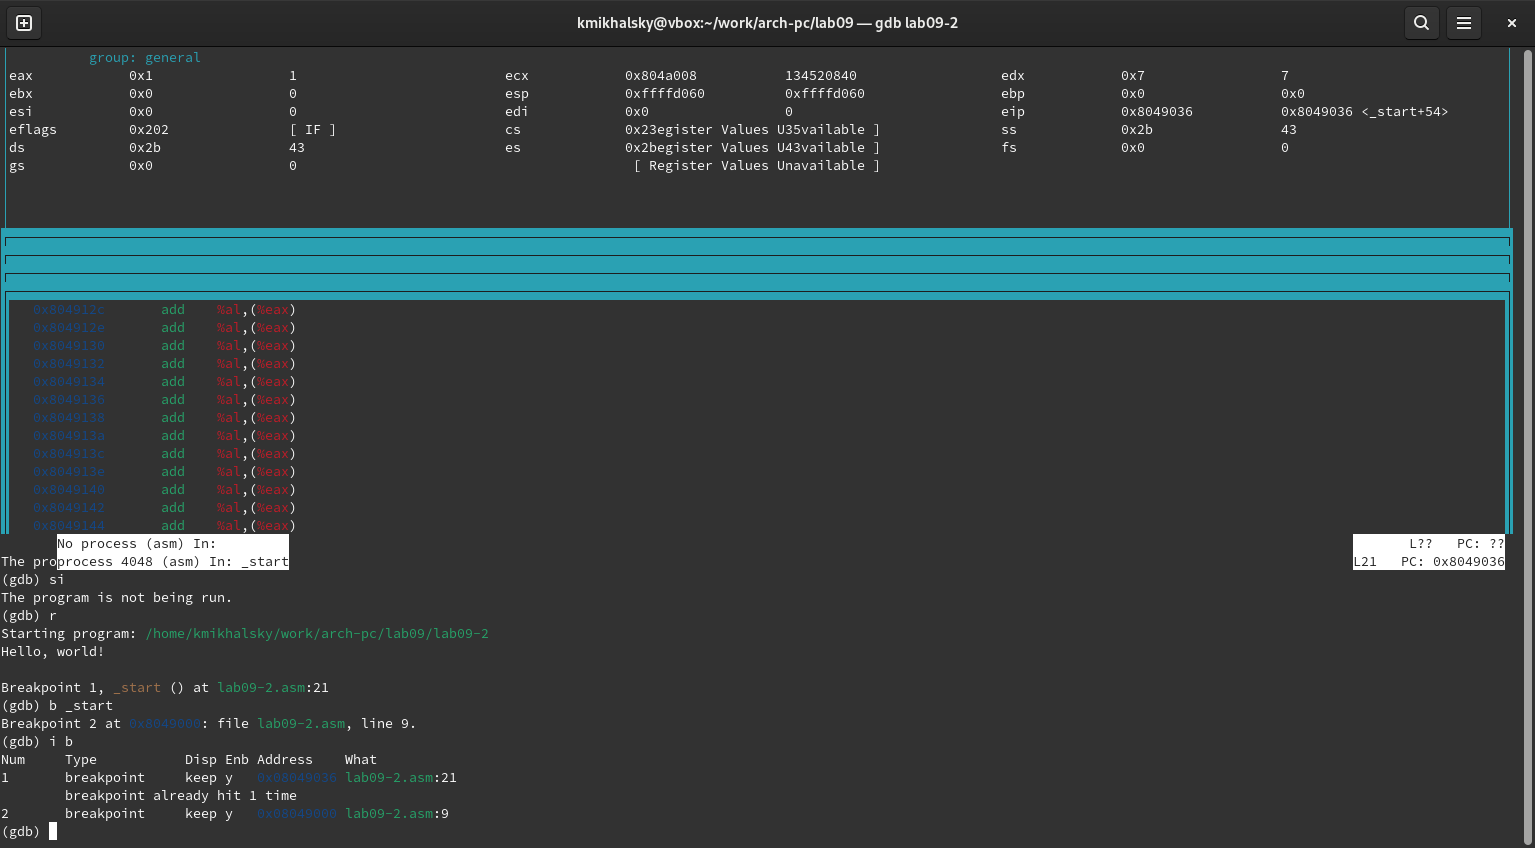 kmikhalsky@vbox:~/work/arch-pc/lab09 — gdb lab09-2
group: general
eax 0x1 1 ecx 0x804a008 134520840 edx 0x7 7
ebx 0x0 0 esp 0xffffd060 0xffffd060 ebp 0x0 0x0
esi 0x0 0 edi 0x0 0 eip 0x8049036 0x8049036 <_start+54>
eflags 0x202 [ IF ] cs 0x23egister Values U35vailable ] ss 0x2b 43
ds 0x2b 43 es 0x2begister Values U43vailable ] fs 0x0 0
gs 0x0 0 [ Register Values Unavailable ]
0x804912c add %al,(%eax)
0x804912e add %al,(%eax)
0x8049130 add %al,(%eax)
0x8049132 add %al,(%eax)
0x8049134 add %al,(%eax)
0x8049136 add %al,(%eax)
0x8049138 add %al,(%eax)
0x804913a add %al,(%eax)
0x804913c add %al,(%eax)
0x804913e add %al,(%eax)
0x8049140 add %al,(%eax)
0x8049142 add %al,(%eax)
0x8049144 add %al,(%eax)
No process (asm) In: L?? PC: ??
The proprocess 4048 (asm) In: _start L21 PC: 0x8049036
(gdb) si
The program is not being run.
(gdb) r
Starting program: /home/kmikhalsky/work/arch-pc/lab09/lab09-2
Hello, world!
Breakpoint 1, _start () at lab09-2.asm:21
(gdb) b _start
Breakpoint 2 at 0x8049000: file lab09-2.asm, line 9.
(gdb) i b
Num Type Disp Enb Address What
1 breakpoint keep y 0x08049036 lab09-2.asm:21
breakpoint already hit 1 time
2 breakpoint keep y 0x08049000 lab09-2.asm:9
(gdb)